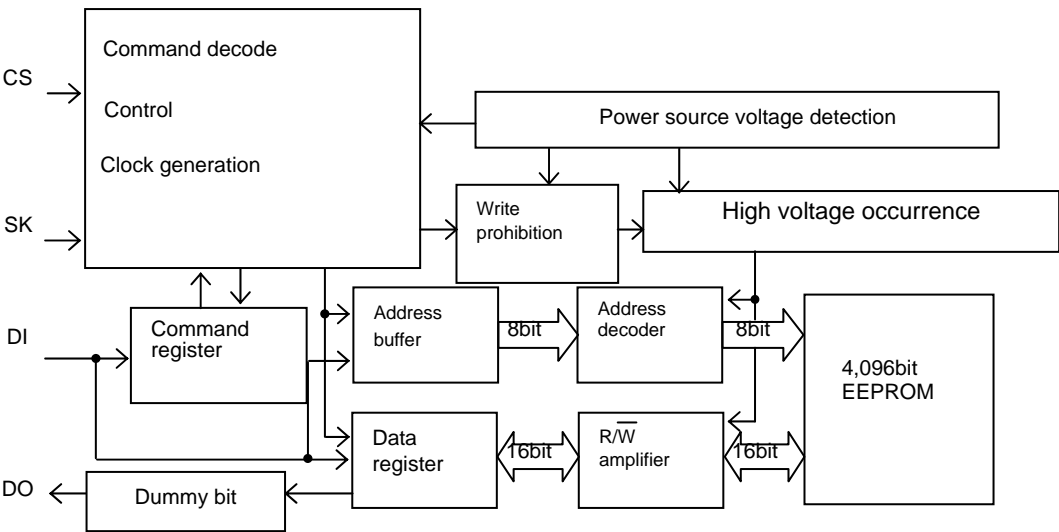 Command decode
CS
Control
Power source voltage detection
Clock generation
SK
Write
prohibition
High voltage occurrence
DI
Command
register
Address
buffer
8bit
Address
decoder
8bit
4,096bit
EEPROM
Data
register
16bit
R/W̅
amplifier
16bit
DO
Dummy bit